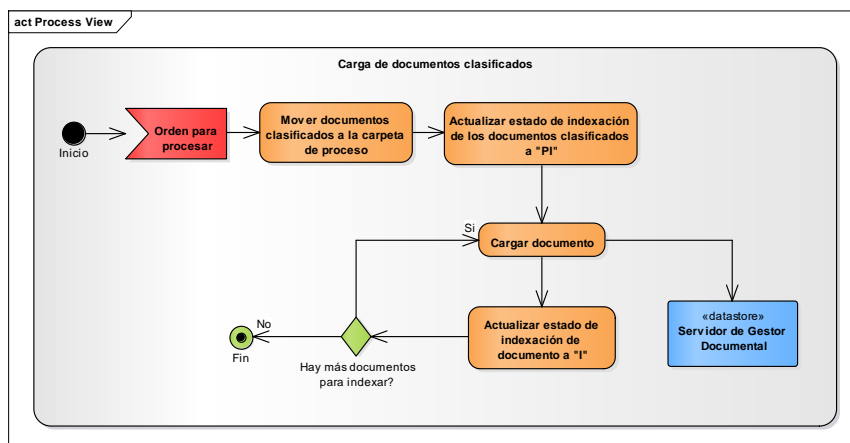 act Process View
Carga de documentos clasificados
Inicio
Orden para
procesar
Mover documentos
clasificados a la carpeta
de proceso
Actualizar estado de indexación
de los documentos clasificados
a "PI"
Si
Cargar documento
No
Fin
Hay más documentos
para indexar?
Actualizar estado de
indexación de
documento a "I"
«datastore»
Servidor de Gestor
Documental